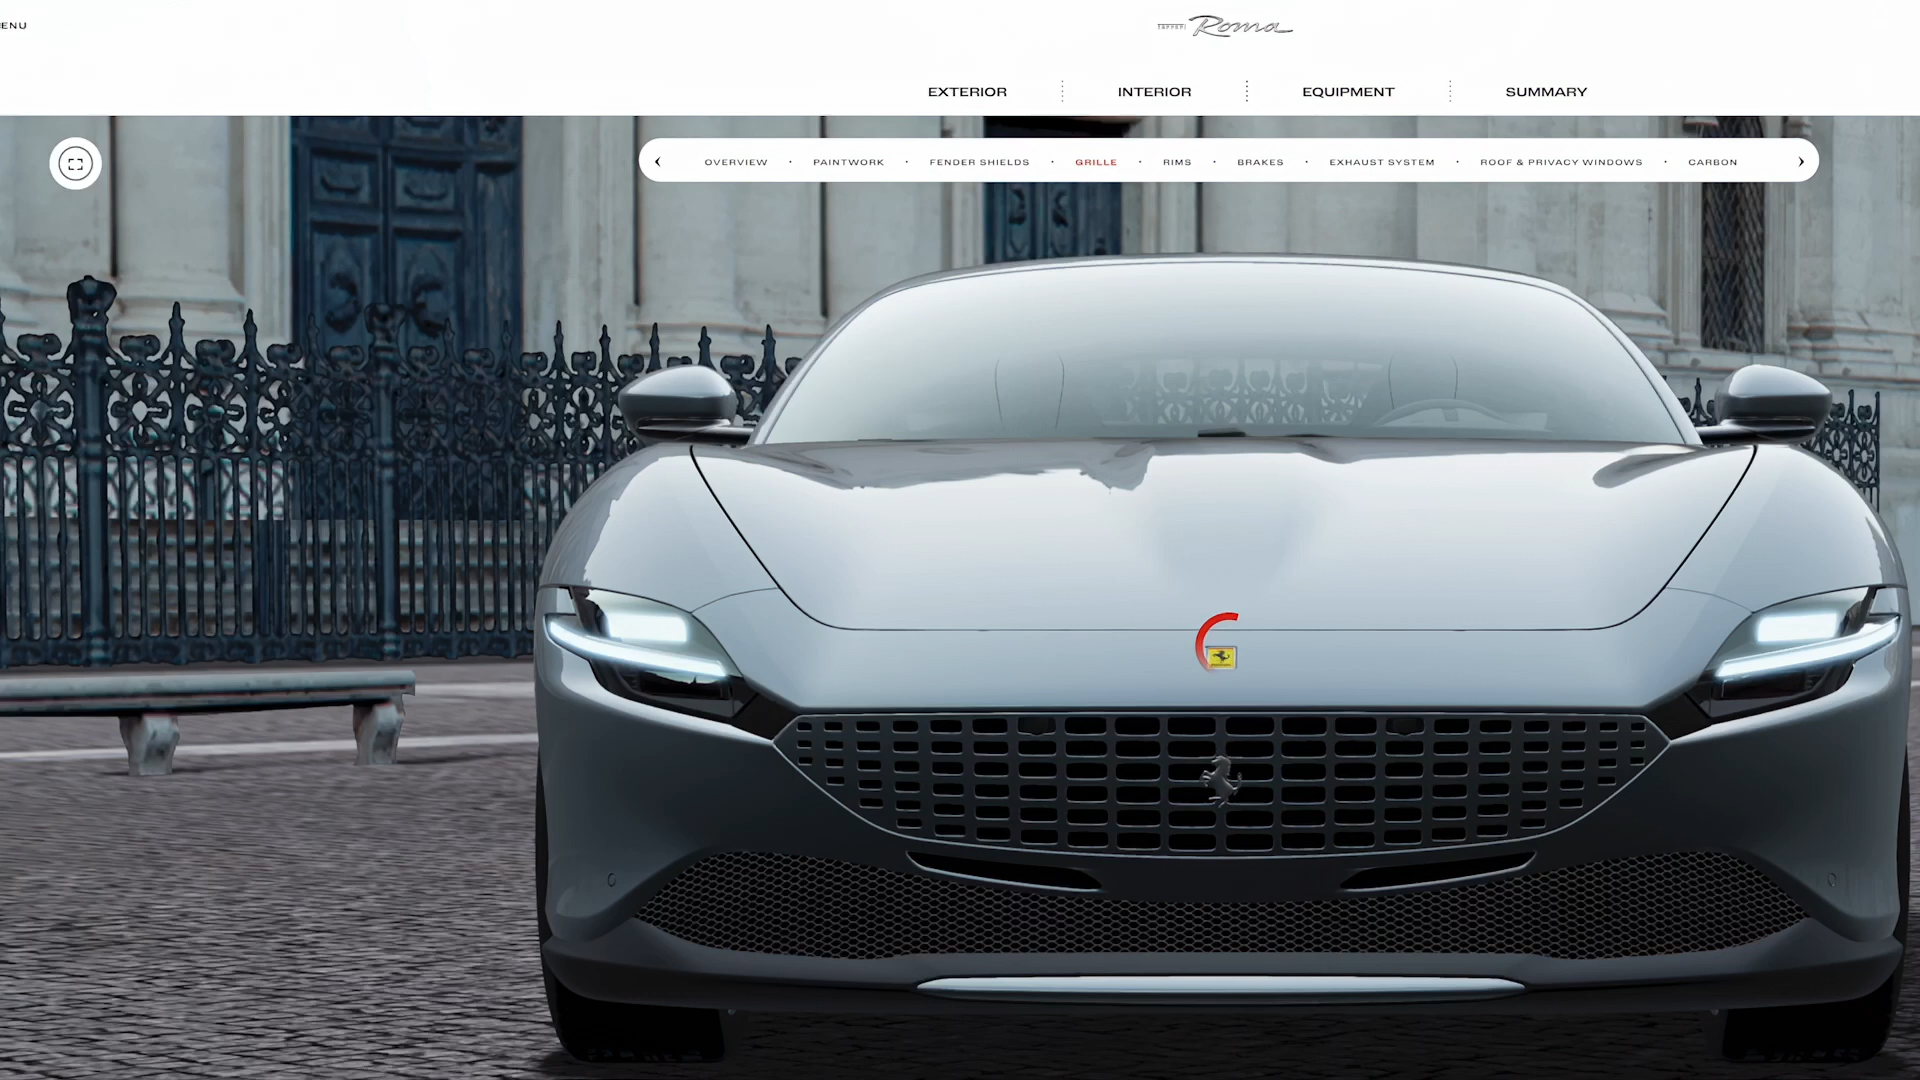 ENU
Ferrari Roma
EXTERIOR
INTERIOR
EQUIPMENT
SUMMARY
OVERVIEW · PAINTWORK · FENDER SHIELDS · GRILLE · RIMS · BRAKES · EXHAUST SYSTEM · ROOF & PRIVACY WINDOWS · CARBON